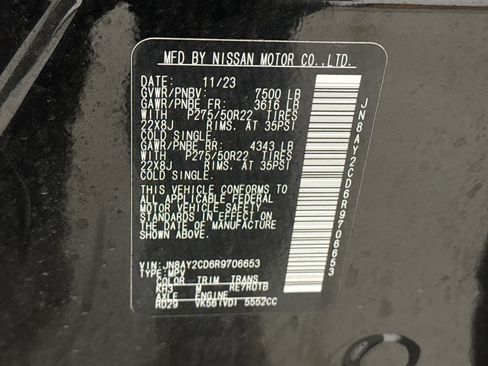 MFD BY NISSAN MOTOR CO.,LTD.
DATE: 11/23
GVWR/PNBV: 7500 LB
GAWR/PNBE FR: 3616 LB
WITH P275/50R22 TIRES
22X8J RIMS. AT 35PSI
COLD SINGLE.
GAWR/PNBE RR: 4343 LB
WITH P275/50R22 TIRES
22X8J RIMS. AT 35PSI
COLD SINGLE.
THIS VEHICLE CONFORMS TO
ALL APPLICABLE FEDERAL
MOTOR VEHICLE SAFETY
STANDARDS IN EFFECT ON
DATE OF MANUFACTURE
SHOWN ABOVE.
VIN: JN8AY2CD6R9706653
TYPE:MPV
COLOR TRIM TRANS
KH3 M RE7R01B
AXLE ENGINE
RD29 VK56(VD) 5552CC
JN8AY2CD6R9706653